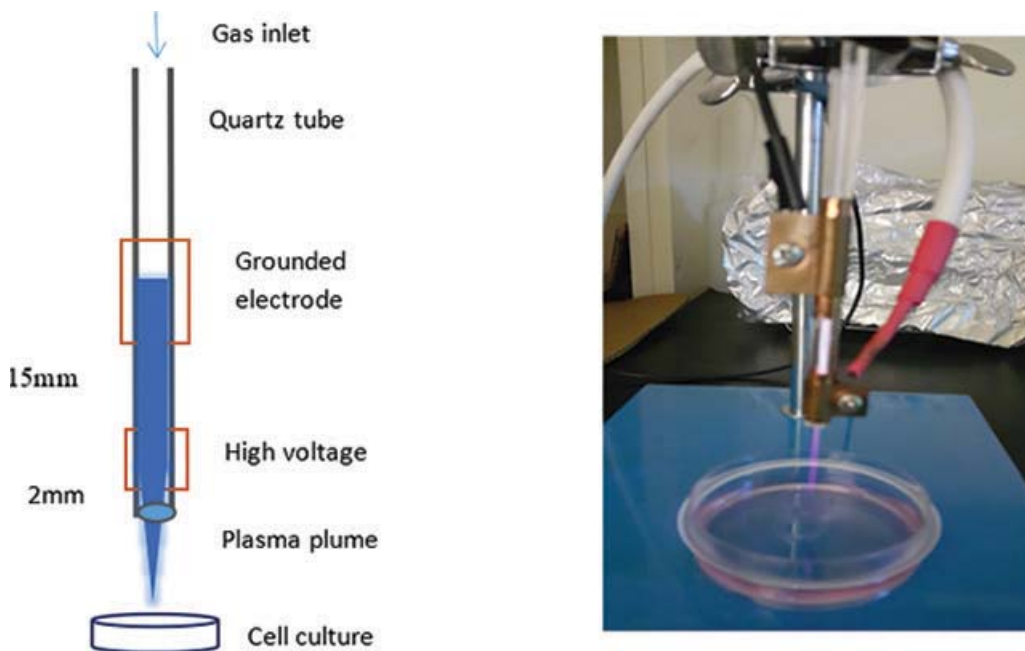 Gas inlet
Quartz tube
Grounded
electrode
15mm
High voltage
2mm
Plasma plume
Cell culture